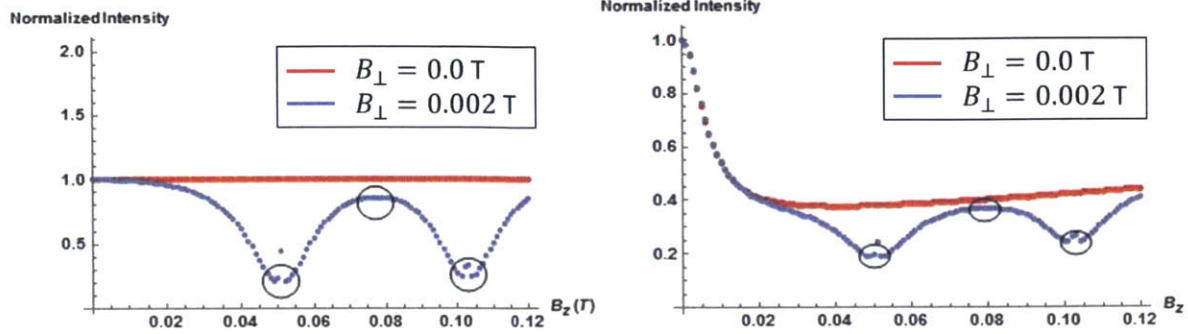 Normalized Intensity
2.0
1.5
1.0
0.5
B⊥ = 0.0 T
B⊥ = 0.002 T
0.02 0.04 0.06 0.08 0.10 0.12
Bz (T)
Normalized Intensity
1.0
0.8
0.6
0.4
0.2
B⊥ = 0.0 T
B⊥ = 0.002 T
0.02 0.04 0.06 0.08 0.10 0.12
Bz